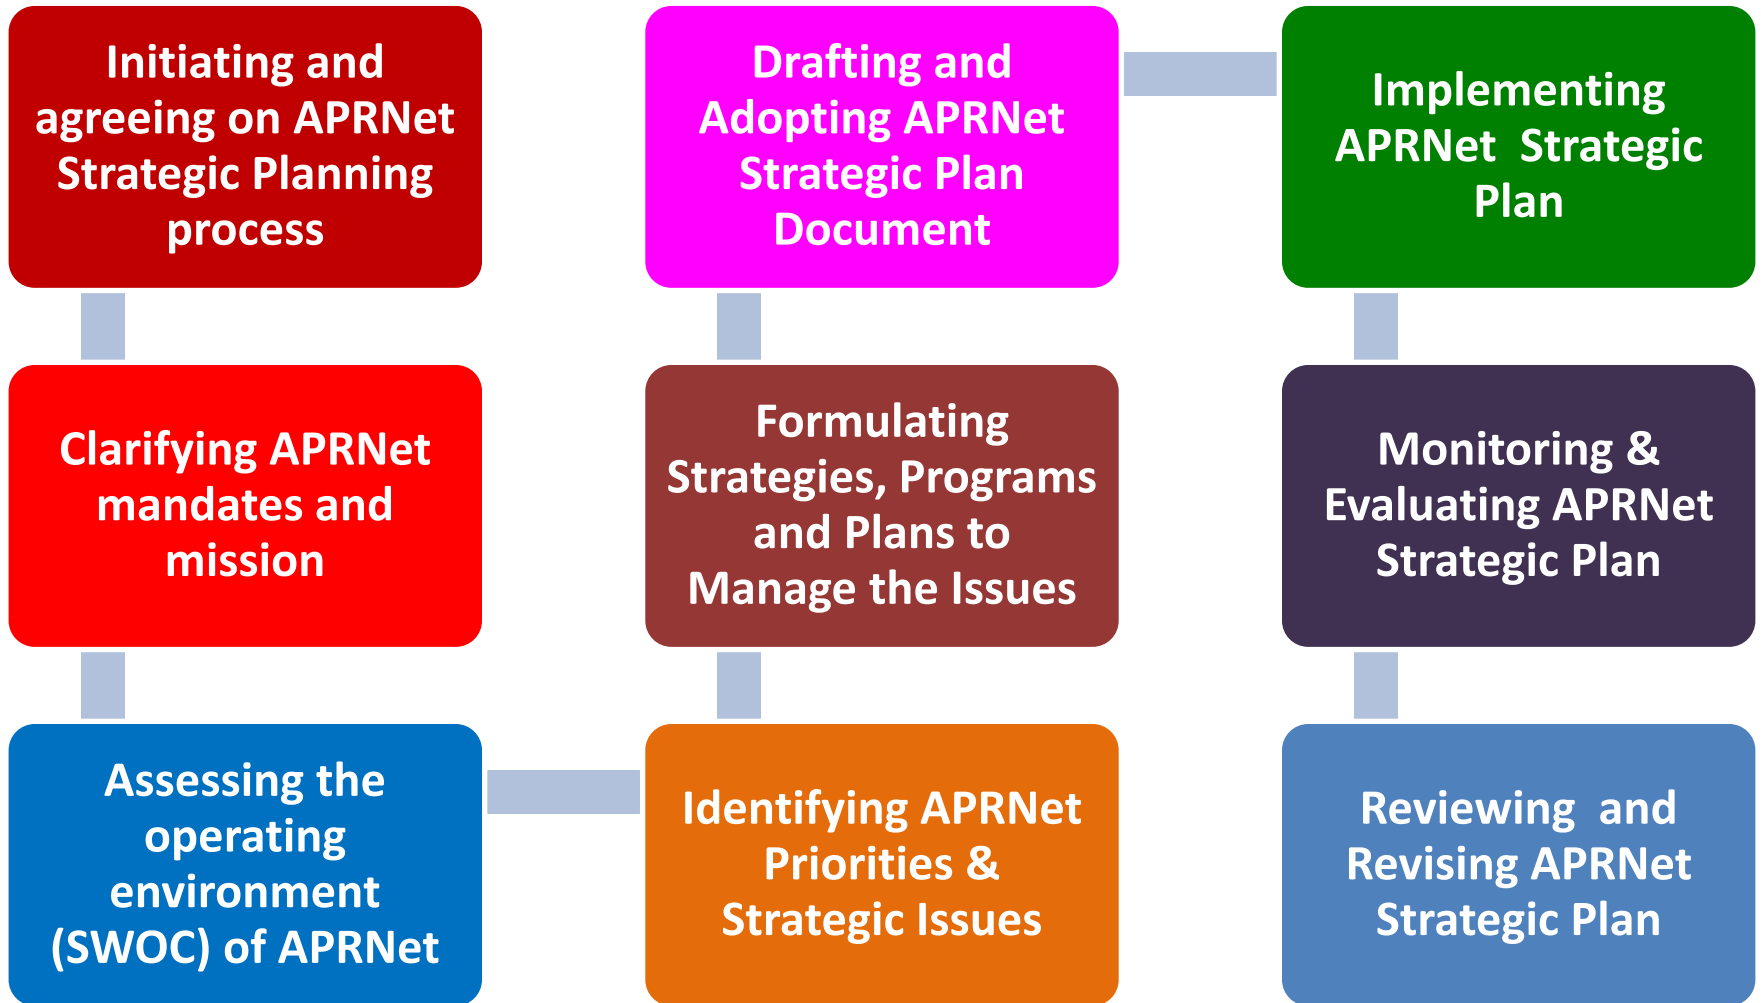 Initiating and
agreeing on APRNet
Strategic Planning
process
Clarifying APRNet
mandates and
mission
Assessing the
operating
environment
(SWOC) of APRNet
Identifying APRNet
Priorities &
Strategic Issues
Formulating
Strategies, Programs
and Plans to
Manage the Issues
Drafting and
Adopting APRNet
Strategic Plan
Document
Implementing
APRNet Strategic
Plan
Monitoring &
Evaluating APRNet
Strategic Plan
Reviewing and
Revising APRNet
Strategic Plan